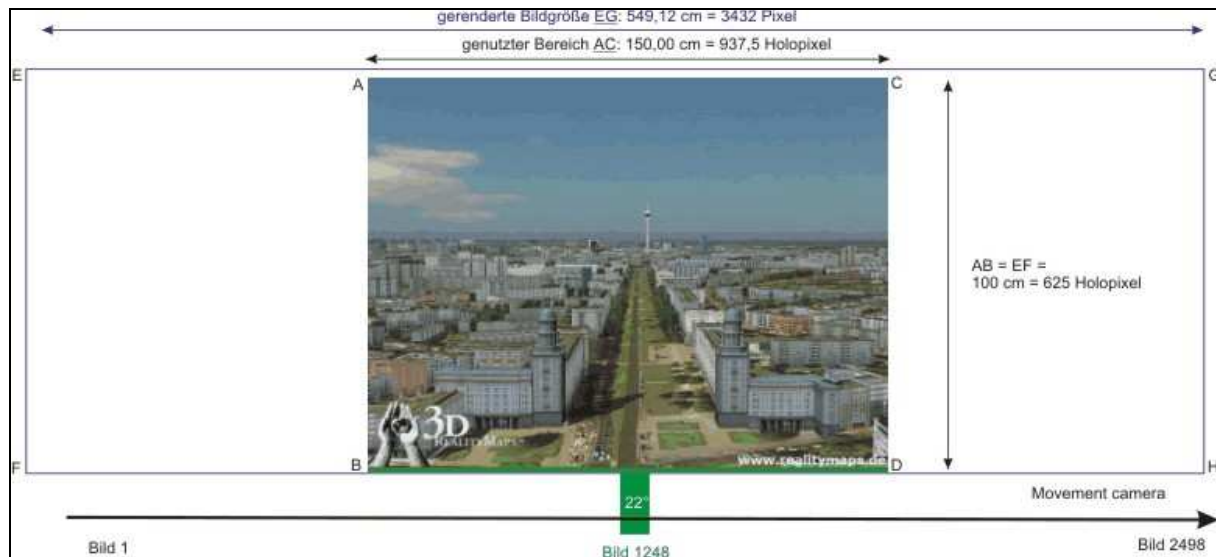 gerenderte Bildgröße EG: 549,12 cm = 3432 Pixel
genutzter Bereich AC: 150,00 cm = 937,5 Holopixel
E
G
A
C
AB = EF =
100 cm = 625 Holopixel
3D
REALITYMAPS
www.realitymaps.de
F
B
D
H
22°
Movement camera
Bild 1
Bild 1248
Bild 2498